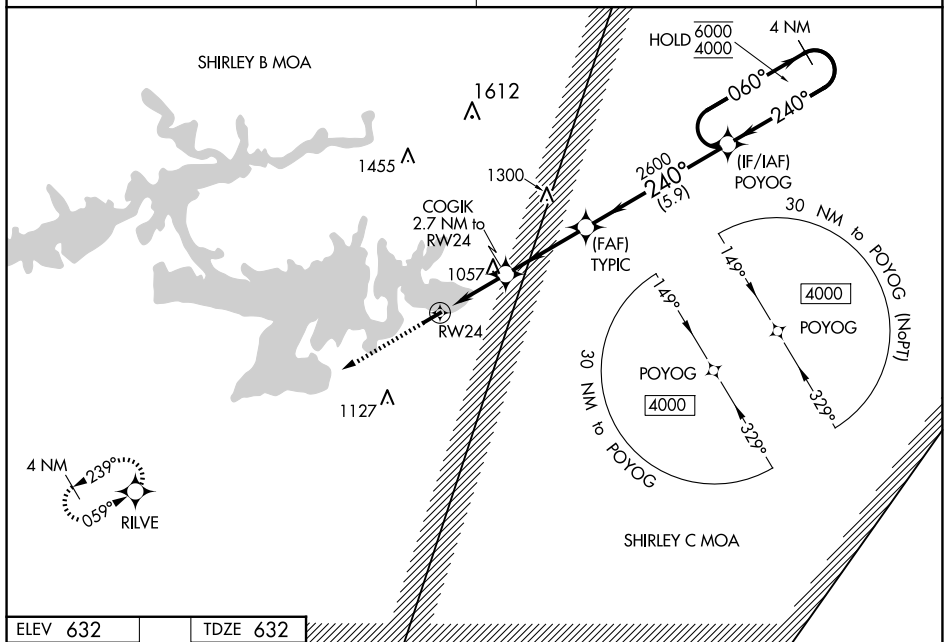 SHIRLEY B MOA
HOLD 6000
4000
4 NM
060°
240°
1612
1455
1300
2600
240°
(5.9)
(IF/IAF)
POYOG
COGIK
2.7 NM to
RW24
(FAF)
TYPIC
1057
RW24
30 NM to POYOG (NoPT)
149°
4000
POYOG
329°
149°
POYOG
4000
329°
30 NM to POYOG
1127
4 NM
239°
059°
RILVE
SHIRLEY C MOA
ELEV 632
TDZE 632